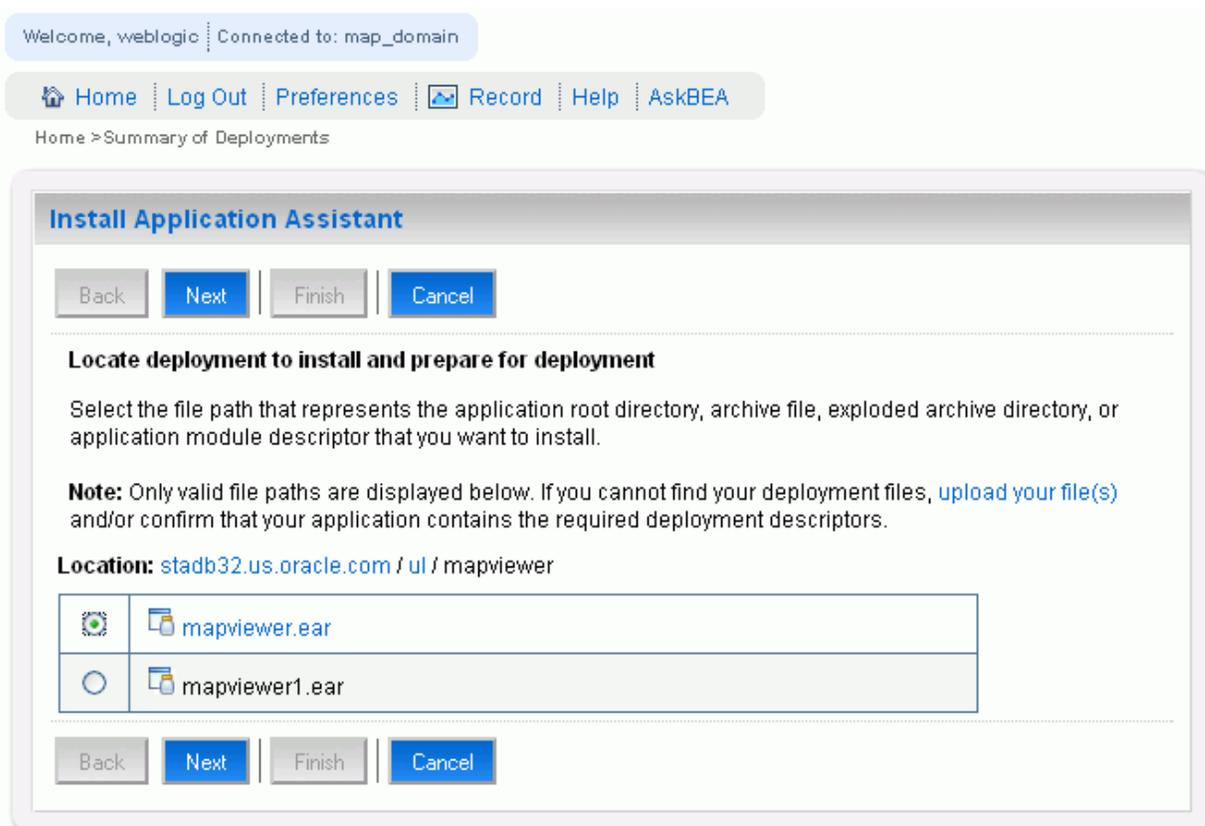 Welcome, weblogic Connected to: map_domain
Home Log Out Preferences Record Help AskBEA
Home >Summary of Deployments
Install Application Assistant
Back Next Finish Cancel
Locate deployment to install and prepare for deployment
Select the file path that represents the application root directory, archive file, exploded archive directory, or
application module descriptor that you want to install.
Note: Only valid file paths are displayed below. If you cannot find your deployment files, upload your file(s)
and/or confirm that your application contains the required deployment descriptors.
Location: stadb32.us.oracle.com / ul / mapviewer
mapviewer.ear
mapviewer1.ear
Back Next Finish Cancel